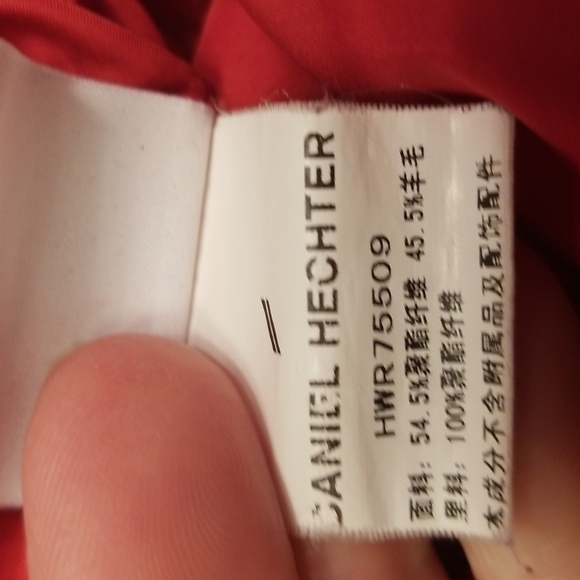 DANIEL HECHTER
HWR75509
面料: 54.5%聚酯纤维 45.5%羊毛
里料: 100%聚酯纤维
本成分不含附属品及配饰配件